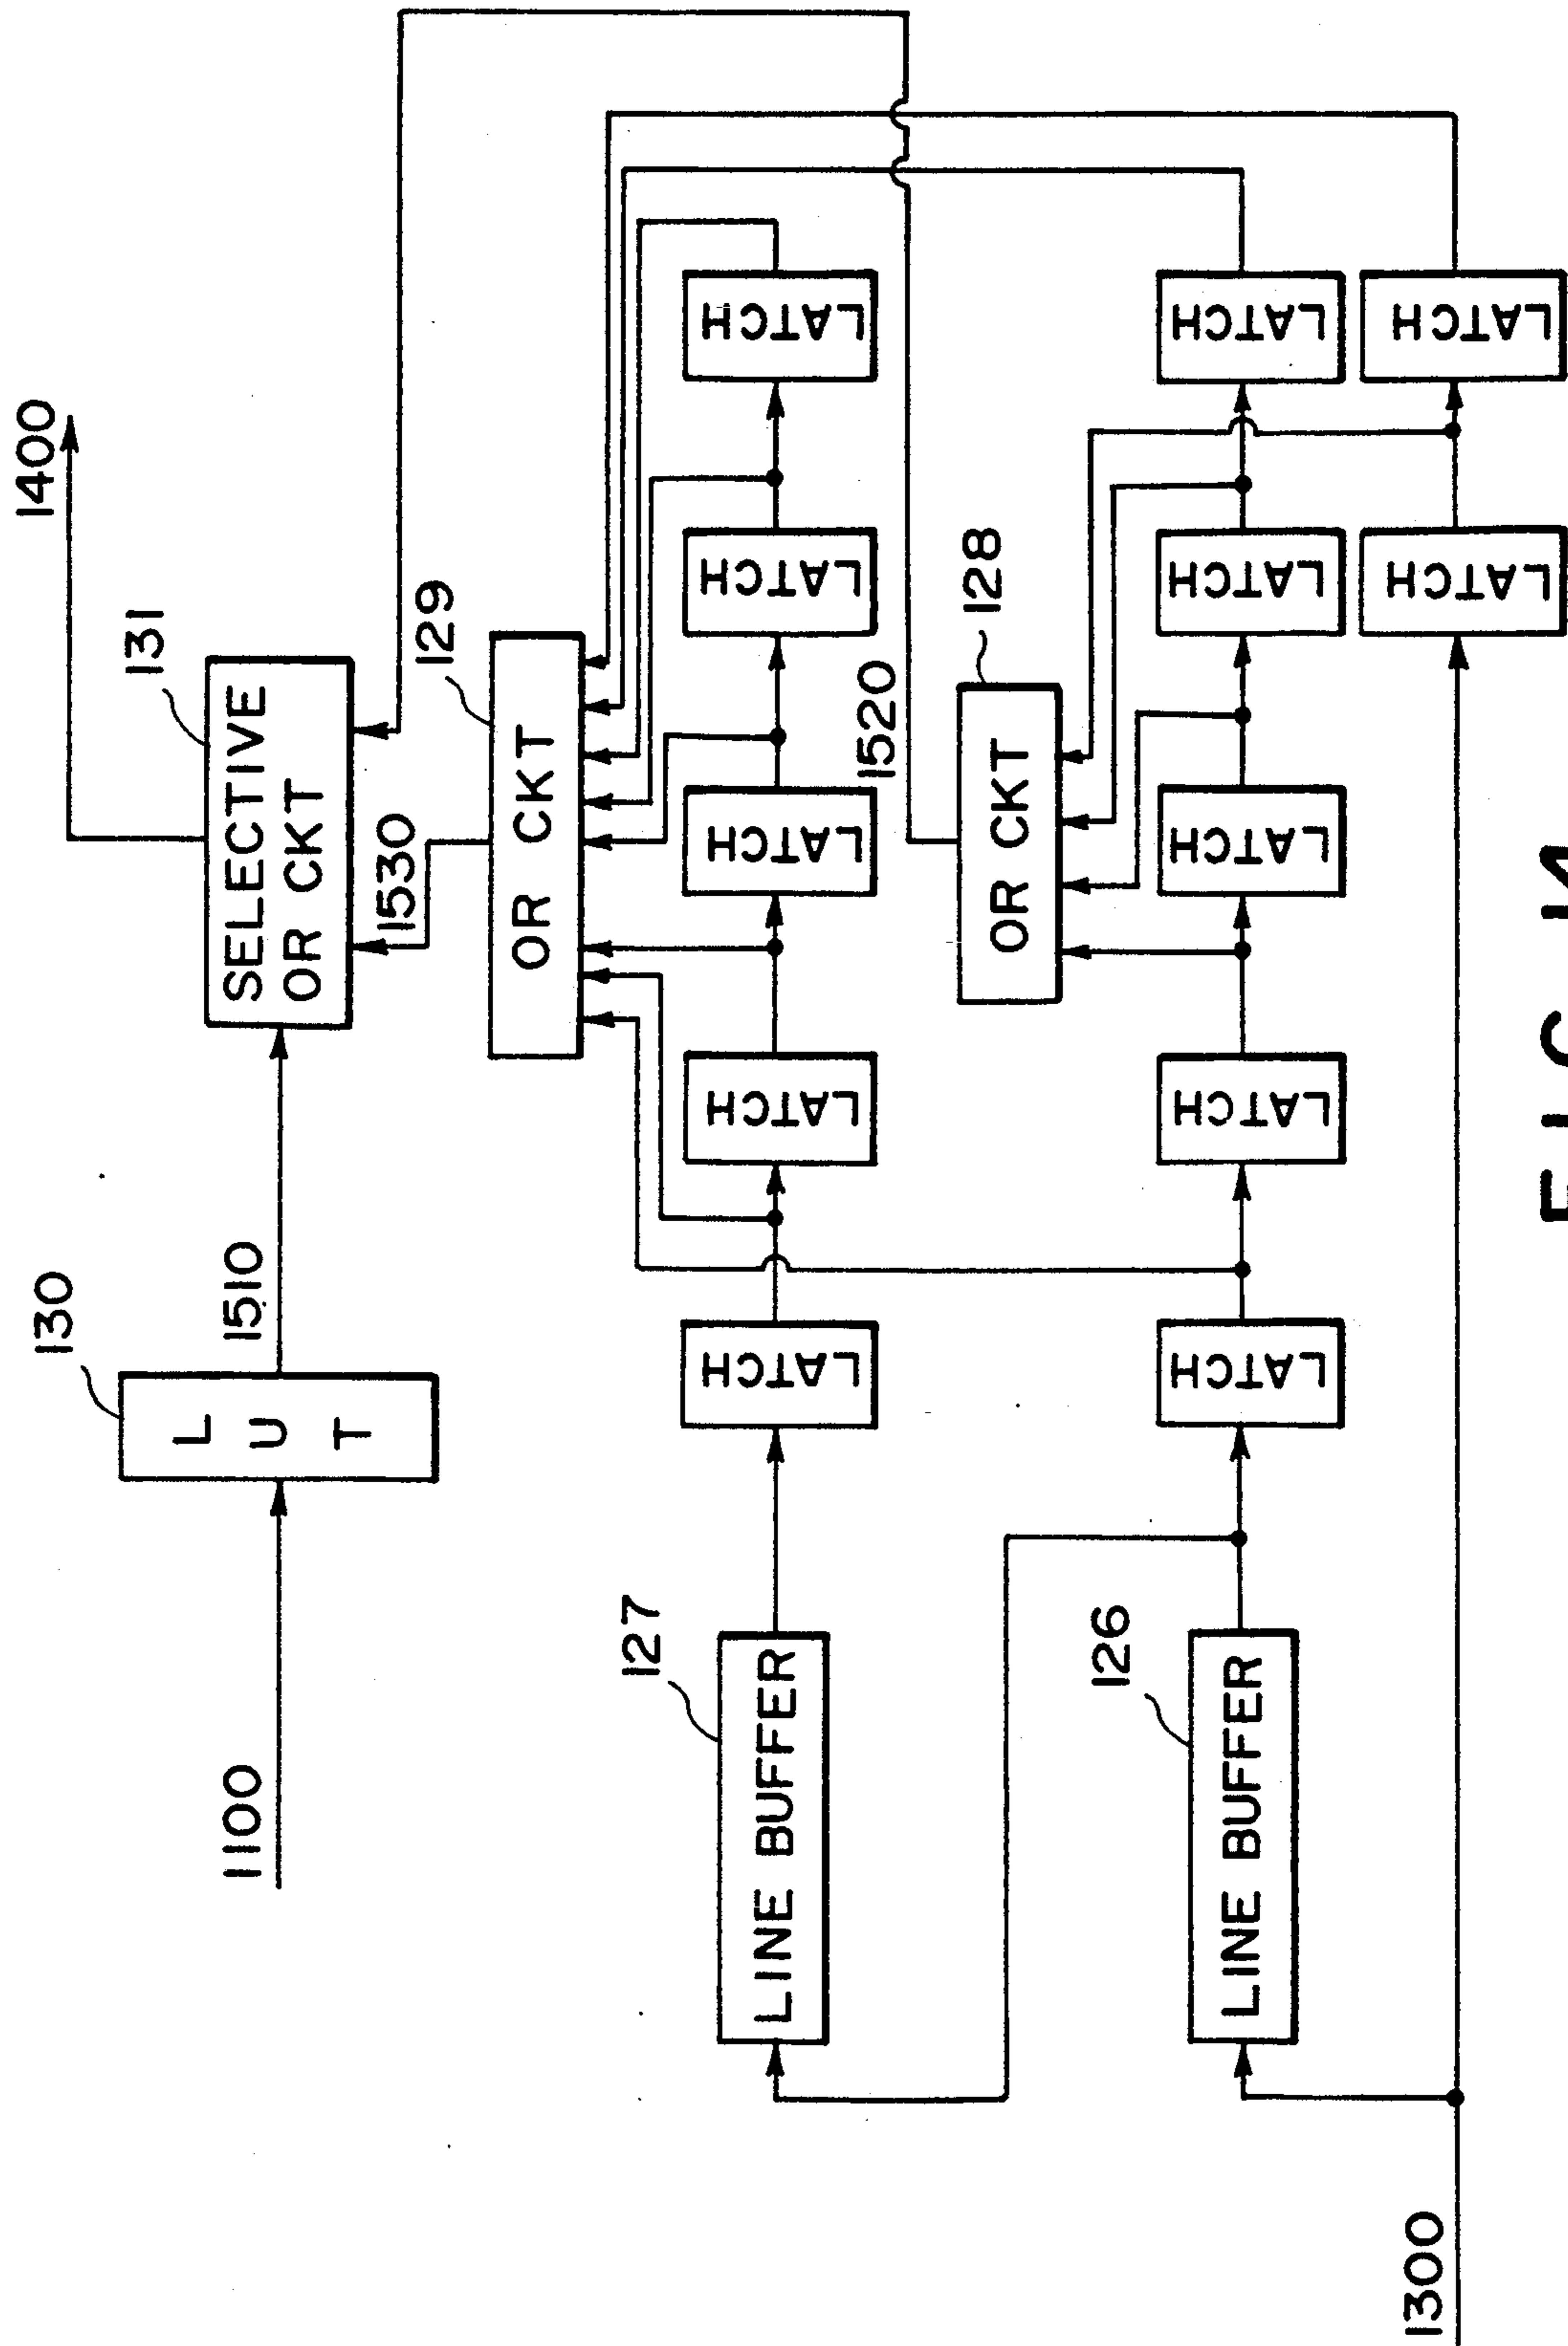 1400
131
SELECTIVE
OR CKT
130
L
U
T
1510
1100
1530
129
OR CKT
127
LINE BUFFER
LATCH
LATCH
LATCH
LATCH
LATCH
1520
128
OR CKT
126
LINE BUFFER
LATCH
LATCH
LATCH
LATCH
LATCH
1300
LATCH
LATCH